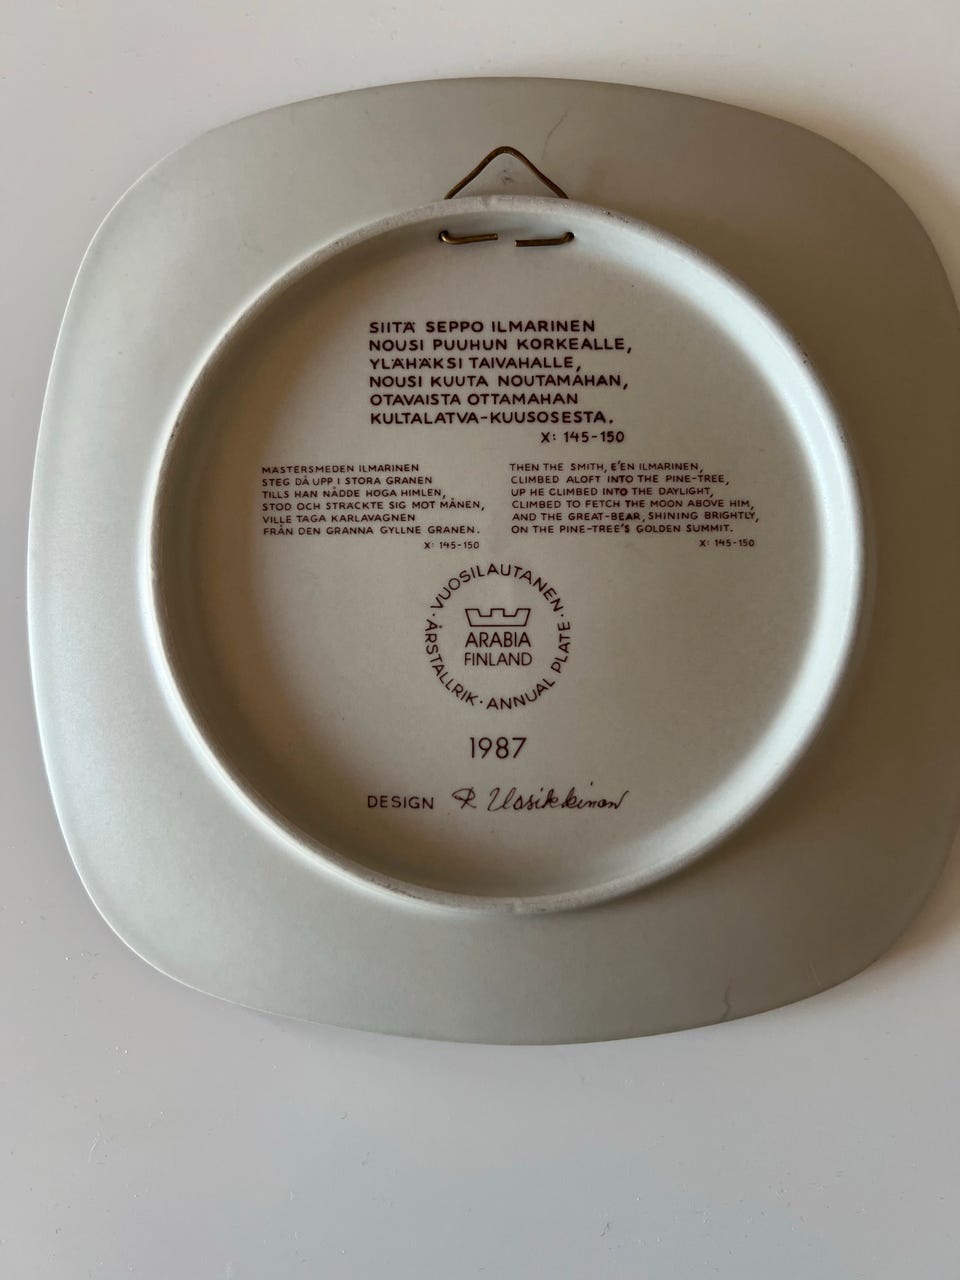 SIITÄ SEPPO ILMARINEN
NOUSI PUUHUN KORKEALLE,
YLÄHÄKSI TAIVAHALLE,
NOUSI KUUTA NOUTAMAHAN,
OTAVAISTA OTTAMAHAN
KULTALATVA-KUUSOSESTA.
X: 145-150
MÄSTERSMEDEN ILMARINEN
STEG DÅ UPP I STORA GRANEN
TILLS HAN NÅDDE HÖGA HIMLEN,
STOD OCH STRÄCKTE SIG MOT MÅNEN,
VILLE TAGA KARLAVAGNEN
FRÅN DEN GRANNA GYLLNE GRANEN.
X: 145-150
THEN THE SMITH, E'EN ILMARINEN,
CLIMBED ALOFT INTO THE PINE-TREE,
UP HE CLIMBED INTO THE DAYLIGHT,
CLIMBED TO FETCH THE MOON ABOVE HIM,
AND THE GREAT-BEAR, SHINING BRIGHTLY,
ON THE PINE-TREE'S GOLDEN SUMMIT.
X: 145-150
· VUOSILAUTANEN · ANNUAL PLATE · ÅRSTALLRIK
ARABIA
FINLAND
1987
DESIGN R. Uosikkinen